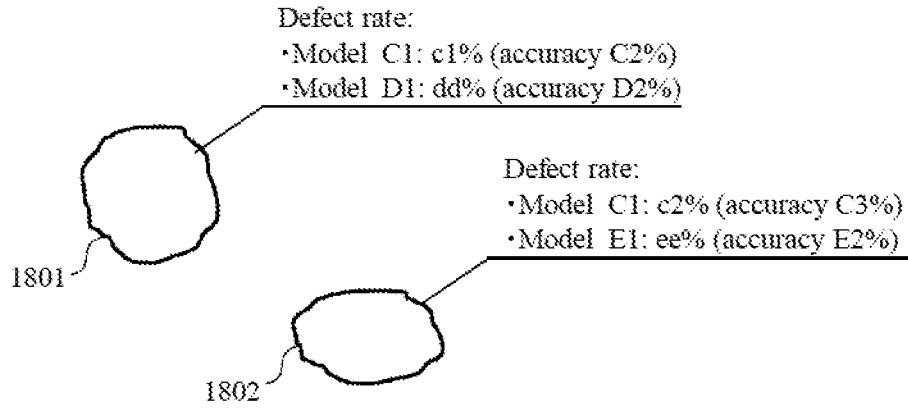 Defect rate:
・Model C1: c1% (accuracy C2%)
・Model D1: dd% (accuracy D2%)
Defect rate:
・Model C1: c2% (accuracy C3%)
・Model E1: ee% (accuracy E2%)
1801
1802